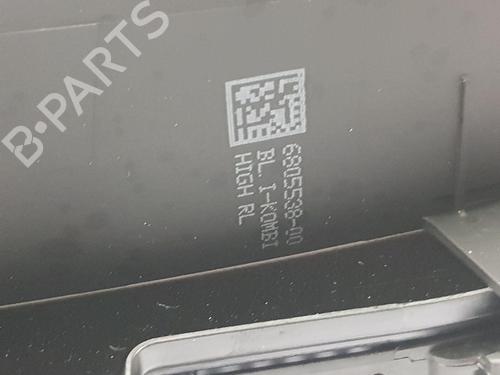 B-PARTS
6805538-00
BL. I-KOMBI
HIGH RL